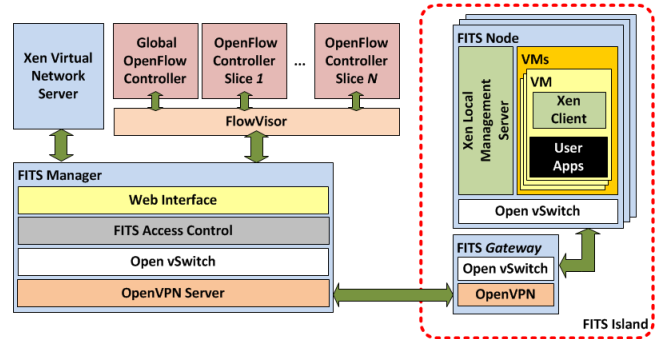 Xen Virtual
Network
Server
Global
OpenFlow
Controller
OpenFlow
Controller
Slice 1
...
OpenFlow
Controller
Slice N
FlowVisor
FITS Manager
Web Interface
FITS Access Control
Open vSwitch
OpenVPN Server
FITS Node
Xen Local
Management
Server
VMs
VM
Xen
Client
User
Apps
Open vSwitch
FITS Gateway
Open vSwitch
OpenVPN
FITS Island